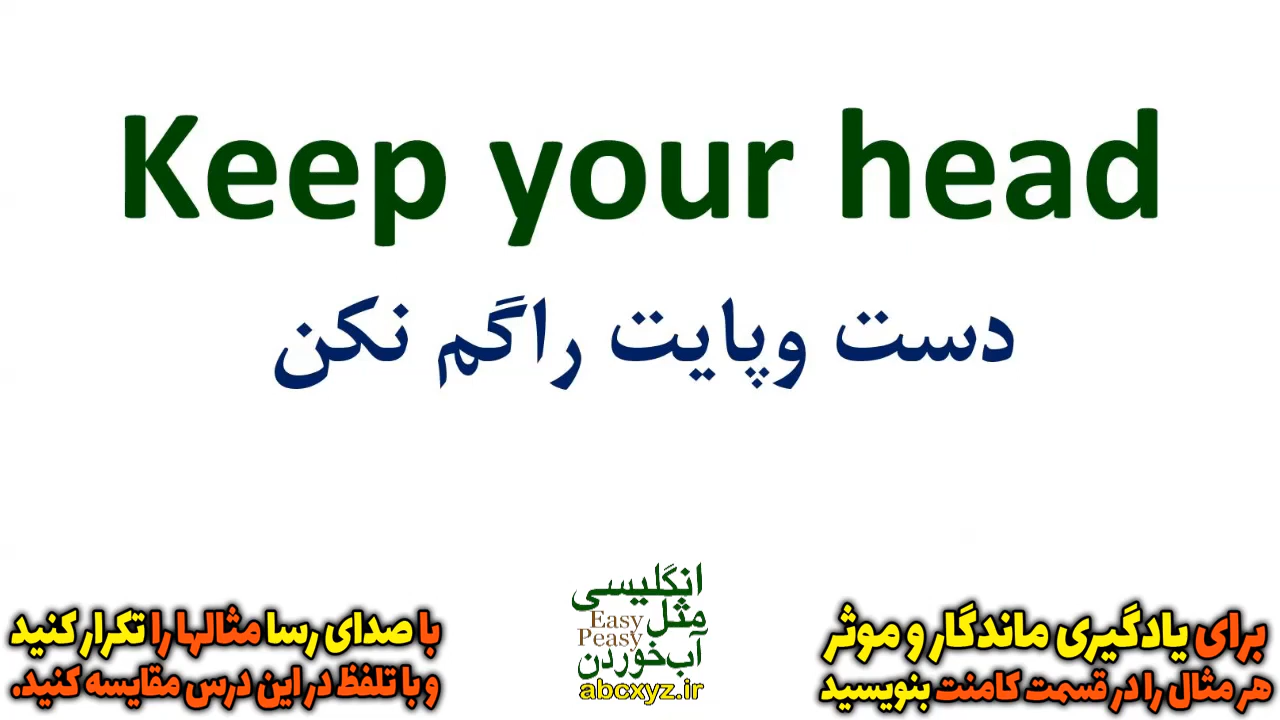 Keep your head
دست وپایت راگم نکن
برای یادگیری ماندگار و موثر
هر مثال را در قسمت کامنت بنویسید
انگلیسی
مثل
Easy
Peasy
آب‌خوردن
abcxyz.ir
با صدای رسا مثالها را تکرار کنید
و با تلفظ در این درس مقایسه کنید.